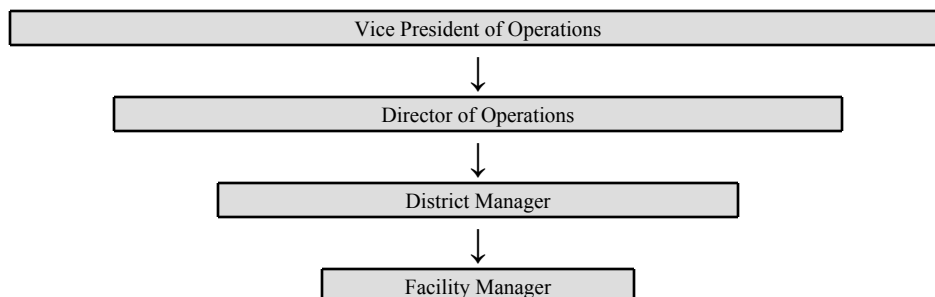 Vice President of Operations
Director of Operations
District Manager
Facility Manager